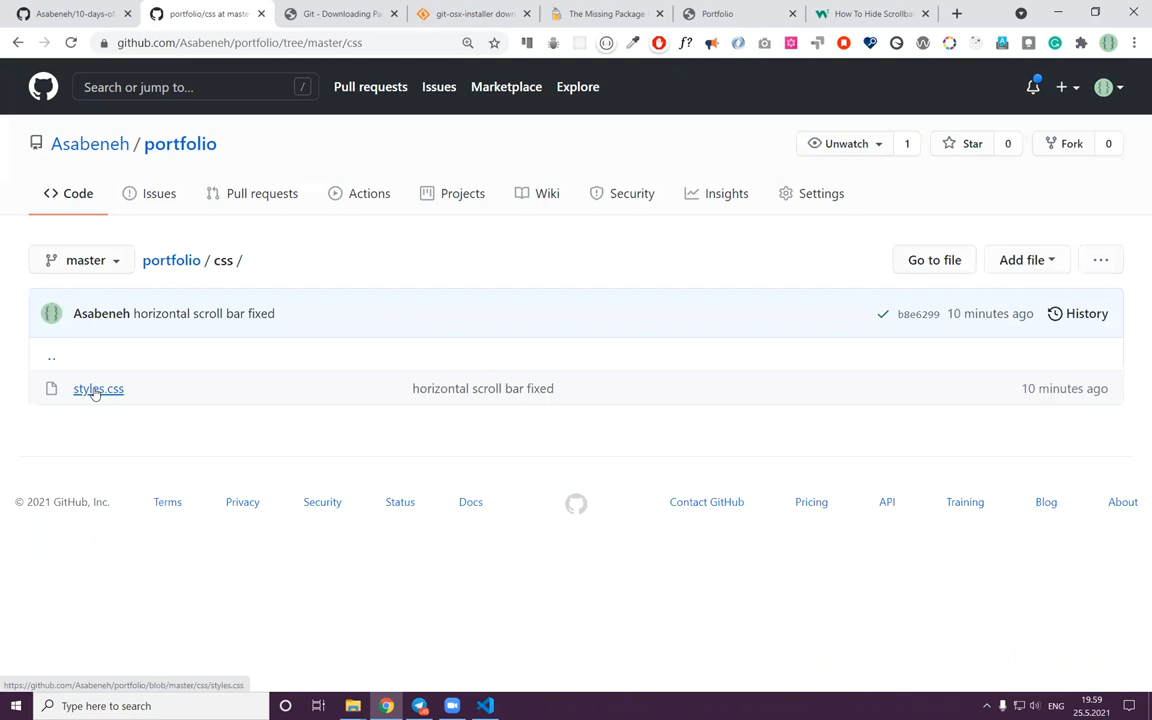 Asabeneh/10-days-of
portfolio/css at maste
Git - Downloading Pa
git-osx-installer down
The Missing Package
Portfolio
How To Hide Scrollba
github.com/Asabeneh/portfolio/tree/master/css
Search or jump to...
/
Pull requests
Issues
Marketplace
Explore
Asabeneh / portfolio
Unwatch
1
Star
0
Fork
0
Code
Issues
Pull requests
Actions
Projects
Wiki
Security
Insights
Settings
master
portfolio / css /
Go to file
Add file
...
Asabeneh horizontal scroll bar fixed
b8e6299
10 minutes ago
History
..
styles.css
horizontal scroll bar fixed
10 minutes ago
© 2021 GitHub, Inc.
Terms
Privacy
Security
Status
Docs
Contact GitHub
Pricing
API
Training
Blog
About
https://github.com/Asabeneh/portfolio/blob/master/css/styles.css
Type here to search
ENG
19.59
25.5.2021